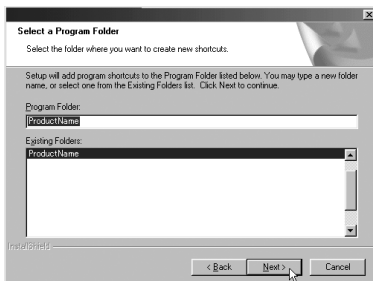 Select a Program Folder
Select the folder where you want to create new shortcuts.
Setup will add program shortcuts to the Program Folder listed below. You may type a new folder
name, or select one from the Existing Folders list. Click Next to continue.
Program Folder:
ProductName
Existing Folders:
ProductName
InstallShield
< Back
Next >
Cancel